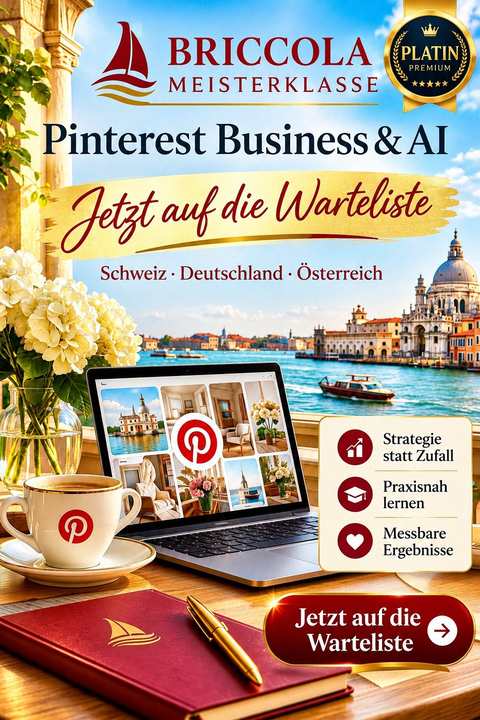 BRICCOLA
MEISTERKLASSE
PLATIN
PREMIUM
Pinterest Business & AI
Jetzt auf die Warteliste
Schweiz · Deutschland · Österreich
Strategie
statt Zufall
Praxisnah
lernen
Messbare
Ergebnisse
Jetzt auf die
Warteliste